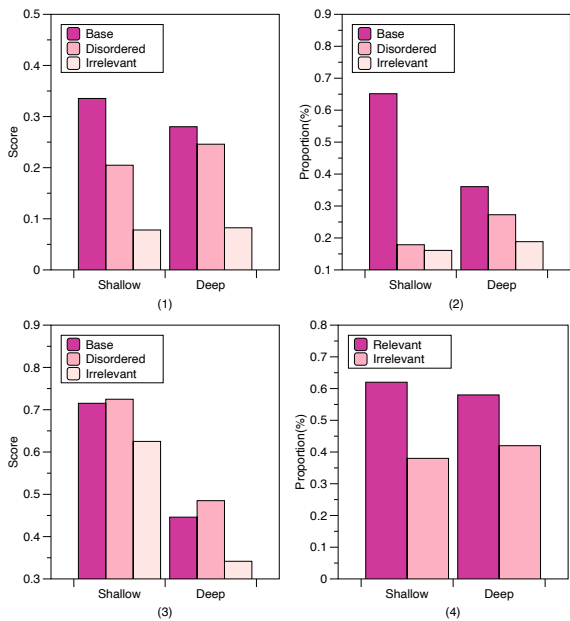 0.5
0.4
0.3
0.2
0.1
0
Score
Base
Disordered
Irrelevant
Shallow
Deep
(1)
0.9
0.8
0.7
0.6
0.5
0.4
0.3
0.2
0.1
Proportion(%)
Base
Disordered
Irrelevant
Shallow
Deep
(2)
0.9
0.8
0.7
0.6
0.5
0.4
0.3
Score
Base
Disordered
Irrelevant
Shallow
Deep
(3)
0.8
0.7
0.6
0.5
0.4
0.3
0.2
0.1
0
Proportion(%)
Relevant
Irrelevant
Shallow
Deep
(4)